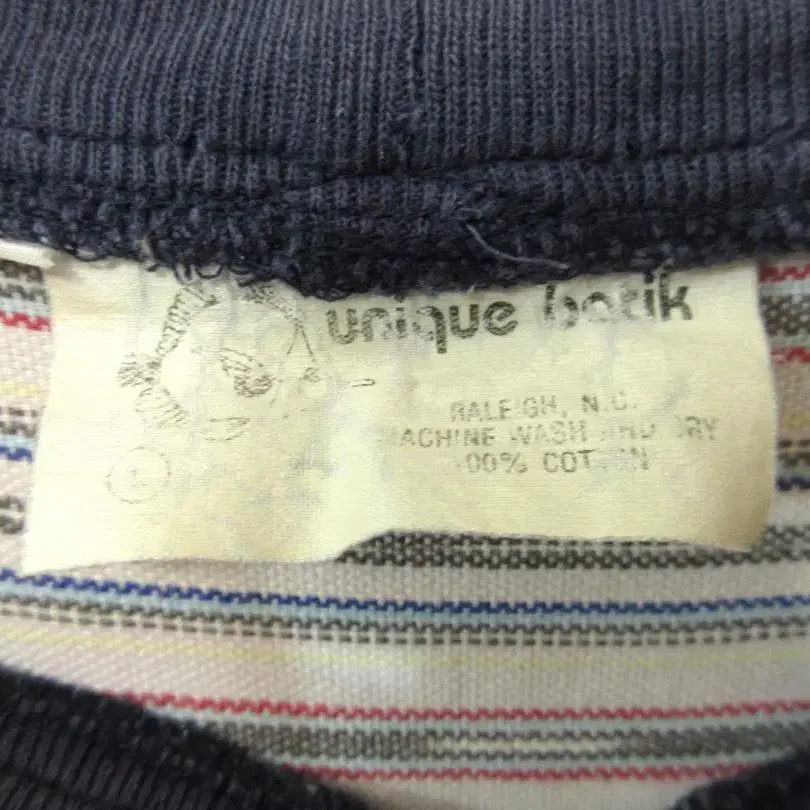 unique batik
RALEIGH, N.C.
MACHINE WASH AND DRY
100% COTTON